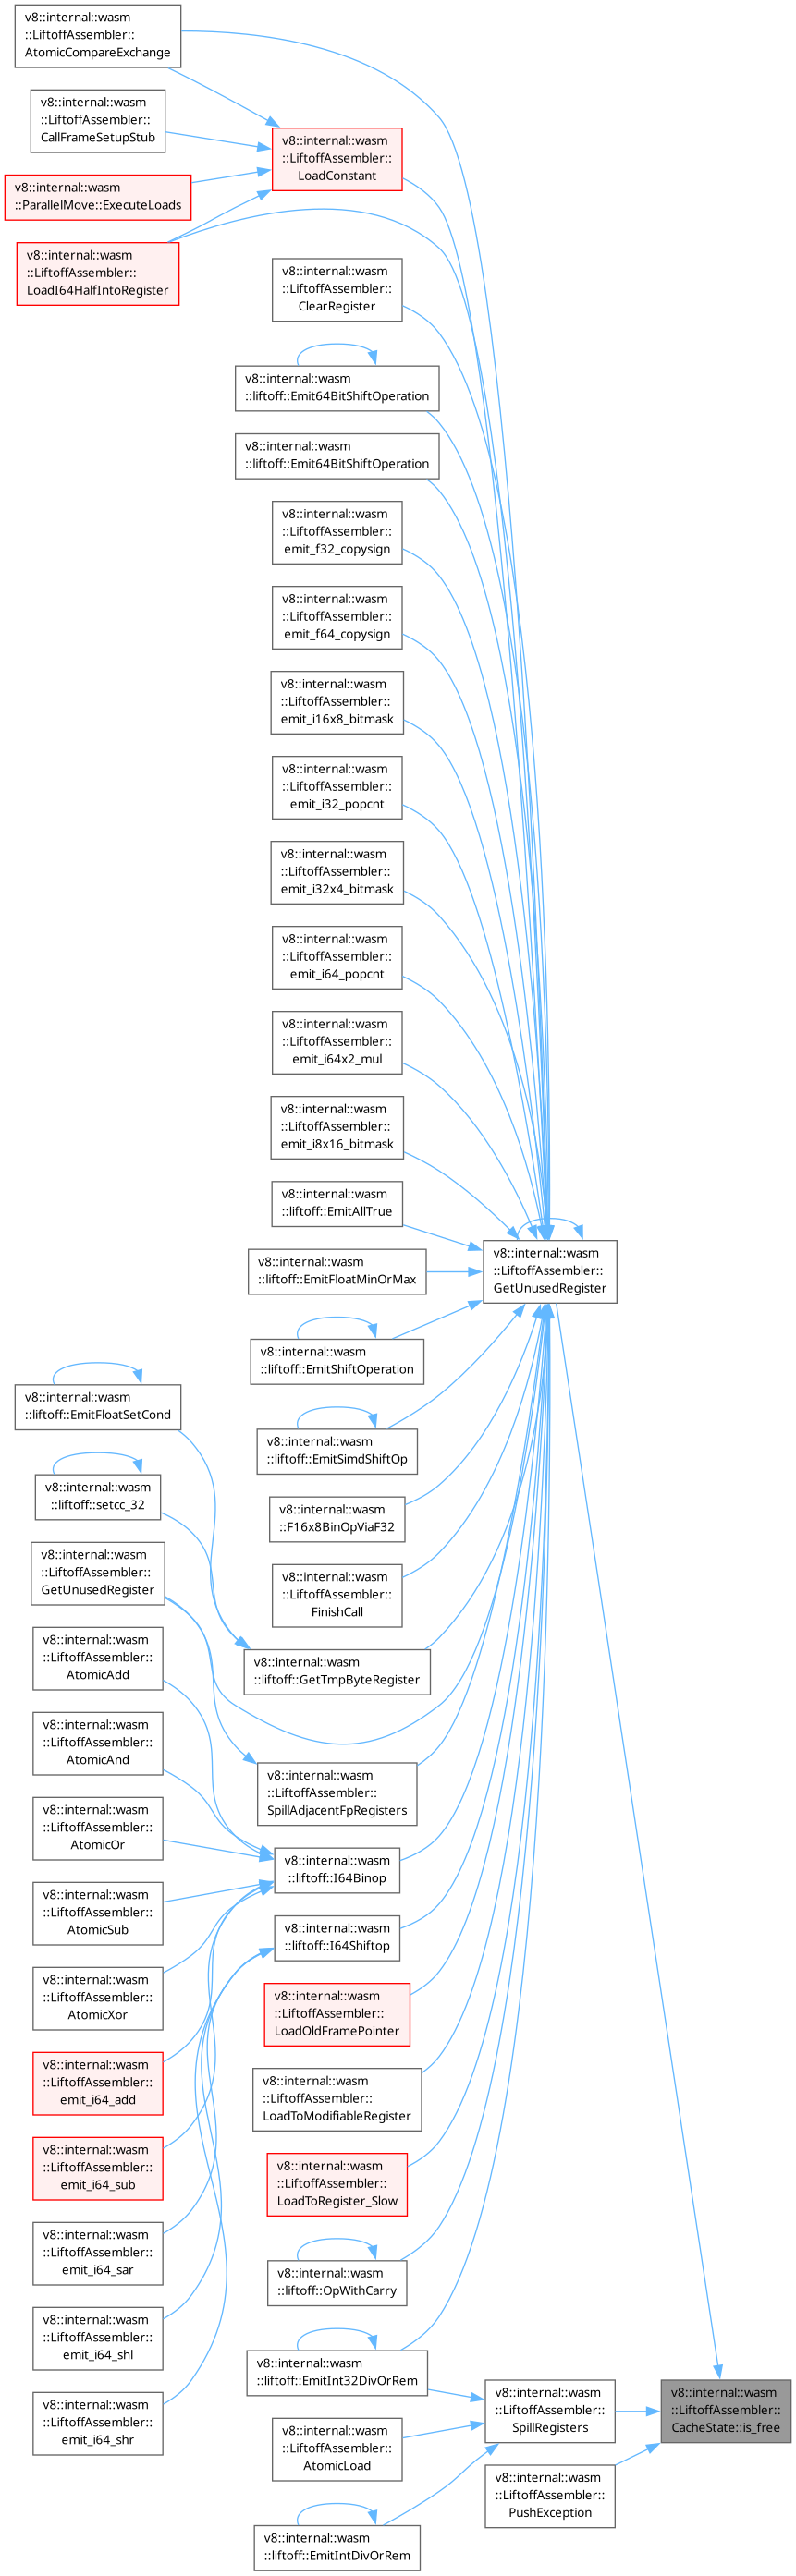 v8::internal::wasm
::LiftoffAssembler::
AtomicCompareExchange
v8::internal::wasm
::LiftoffAssembler::
CallFrameSetupStub
v8::internal::wasm
::LiftoffAssembler::
LoadConstant
v8::internal::wasm
::ParallelMove::ExecuteLoads
v8::internal::wasm
::LiftoffAssembler::
LoadI64HalfIntoRegister
v8::internal::wasm
::LiftoffAssembler::
ClearRegister
v8::internal::wasm
::liftoff::Emit64BitShiftOperation
v8::internal::wasm
::liftoff::Emit64BitShiftOperation
v8::internal::wasm
::LiftoffAssembler::
emit_f32_copysign
v8::internal::wasm
::LiftoffAssembler::
emit_f64_copysign
v8::internal::wasm
::LiftoffAssembler::
emit_i16x8_bitmask
v8::internal::wasm
::LiftoffAssembler::
emit_i32_popcnt
v8::internal::wasm
::LiftoffAssembler::
emit_i32x4_bitmask
v8::internal::wasm
::LiftoffAssembler::
emit_i64_popcnt
v8::internal::wasm
::LiftoffAssembler::
emit_i64x2_mul
v8::internal::wasm
::LiftoffAssembler::
emit_i8x16_bitmask
v8::internal::wasm
::liftoff::EmitAllTrue
v8::internal::wasm
::LiftoffAssembler::
GetUnusedRegister
v8::internal::wasm
::liftoff::EmitFloatMinOrMax
v8::internal::wasm
::liftoff::EmitShiftOperation
v8::internal::wasm
::liftoff::EmitFloatSetCond
v8::internal::wasm
::liftoff::EmitSimdShiftOp
v8::internal::wasm
::liftoff::setcc_32
v8::internal::wasm
::F16x8BinOpViaF32
v8::internal::wasm
::LiftoffAssembler::
GetUnusedRegister
v8::internal::wasm
::LiftoffAssembler::
FinishCall
v8::internal::wasm
::LiftoffAssembler::
AtomicAdd
v8::internal::wasm
::liftoff::GetTmpByteRegister
v8::internal::wasm
::LiftoffAssembler::
AtomicAnd
v8::internal::wasm
::LiftoffAssembler::
SpillAdjacentFpRegisters
v8::internal::wasm
::LiftoffAssembler::
AtomicOr
v8::internal::wasm
::liftoff::I64Binop
v8::internal::wasm
::LiftoffAssembler::
AtomicSub
v8::internal::wasm
::liftoff::I64Shiftop
v8::internal::wasm
::LiftoffAssembler::
AtomicXor
v8::internal::wasm
::LiftoffAssembler::
LoadOldFramePointer
v8::internal::wasm
::LiftoffAssembler::
emit_i64_add
v8::internal::wasm
::LiftoffAssembler::
LoadToModifiableRegister
v8::internal::wasm
::LiftoffAssembler::
emit_i64_sub
v8::internal::wasm
::LiftoffAssembler::
LoadToRegister_Slow
v8::internal::wasm
::LiftoffAssembler::
emit_i64_sar
v8::internal::wasm
::liftoff::OpWithCarry
v8::internal::wasm
::LiftoffAssembler::
emit_i64_shl
v8::internal::wasm
::liftoff::EmitInt32DivOrRem
v8::internal::wasm
::LiftoffAssembler::
emit_i64_shr
v8::internal::wasm
::LiftoffAssembler::
SpillRegisters
v8::internal::wasm
::LiftoffAssembler::
CacheState::is_free
v8::internal::wasm
::LiftoffAssembler::
AtomicLoad
v8::internal::wasm
::LiftoffAssembler::
PushException
v8::internal::wasm
::liftoff::EmitIntDivOrRem